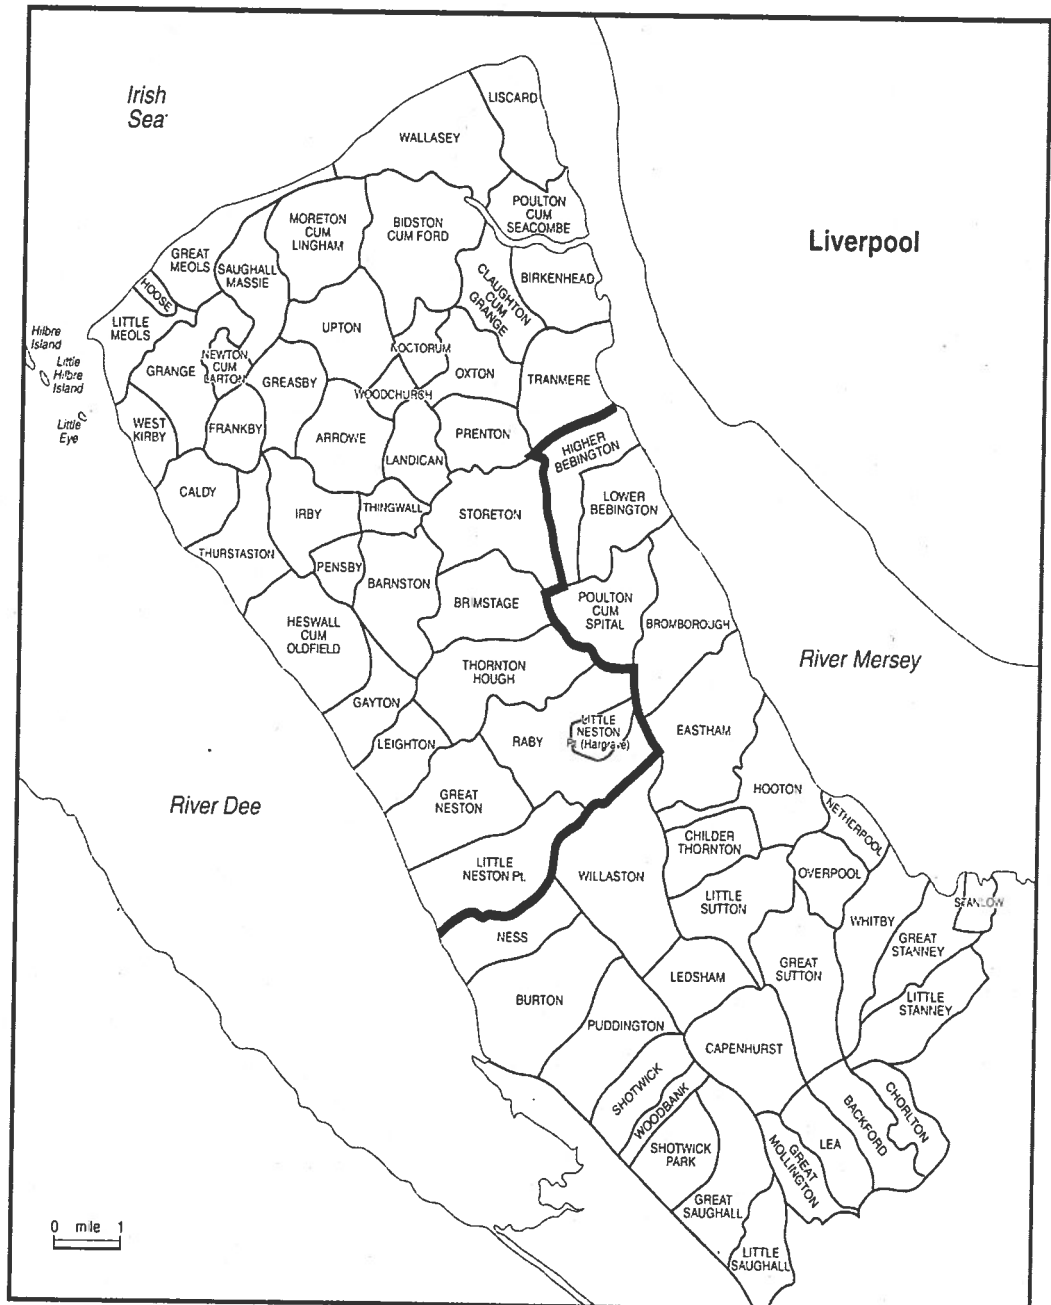 Irish
Sea
LISCARD
WALLASEY
POULTON
CUM
SEACOMBE
MORETON
CUM
LINGHAM
BIDSTON
CUM FORD
Liverpool
GREAT
MEOLS
SAUGHALL
MASSIE
CLAUGHTON
CUM
GRANGE
BIRKENHEAD
HOOSE
LITTLE
MEOLS
UPTON
NOCTORUM
Hilbre
Island
Little
Hilbre
Island
Little
Eye
GRANGE
NEWTON
CUM
LARTON
GREASBY
WOODCHURCH
OXTON
TRANMERE
WEST
KIRBY
FRANKBY
ARROWE
LANDICAN
PRENTON
HIGHER
BEBINGTON
CALDY
IRBY
THINGWALL
STORETON
LOWER
BEBINGTON
THURSTASTON
PENSBY
BARNSTON
BRIMSTAGE
POULTON
CUM
SPITAL
BROMBOROUGH
HESWALL
CUM
OLDFIELD
THORNTON
HOUGH
River Mersey
GAYTON
LEIGHTON
RABY
LITTLE
NESTON
Pt (Hargrave)
EASTHAM
River Dee
GREAT
NESTON
HOOTON
NETHERPOOL
CHILDER
THORNTON
LITTLE
NESTON Pt.
WILLASTON
OVERPOOL
LITTLE
SUTTON
STANLOW
WHITBY
NESS
GREAT
STANNEY
GREAT
SUTTON
LEDSHAM
BURTON
LITTLE
STANNEY
PUDDINGTON
CAPENHURST
SHOTWICK
WOODBANK
CHORLTON
BACKFORD
SHOTWICK
PARK
LEA
GREAT
MOLLINGTON
GREAT
SAUGHALL
0 mile 1
LITTLE
SAUGHALL